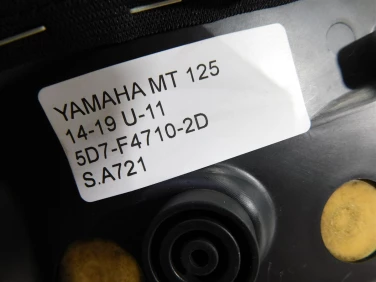 YAMAHA MT 125
14-19 U-11
5D7-F4710-2D
S.A721